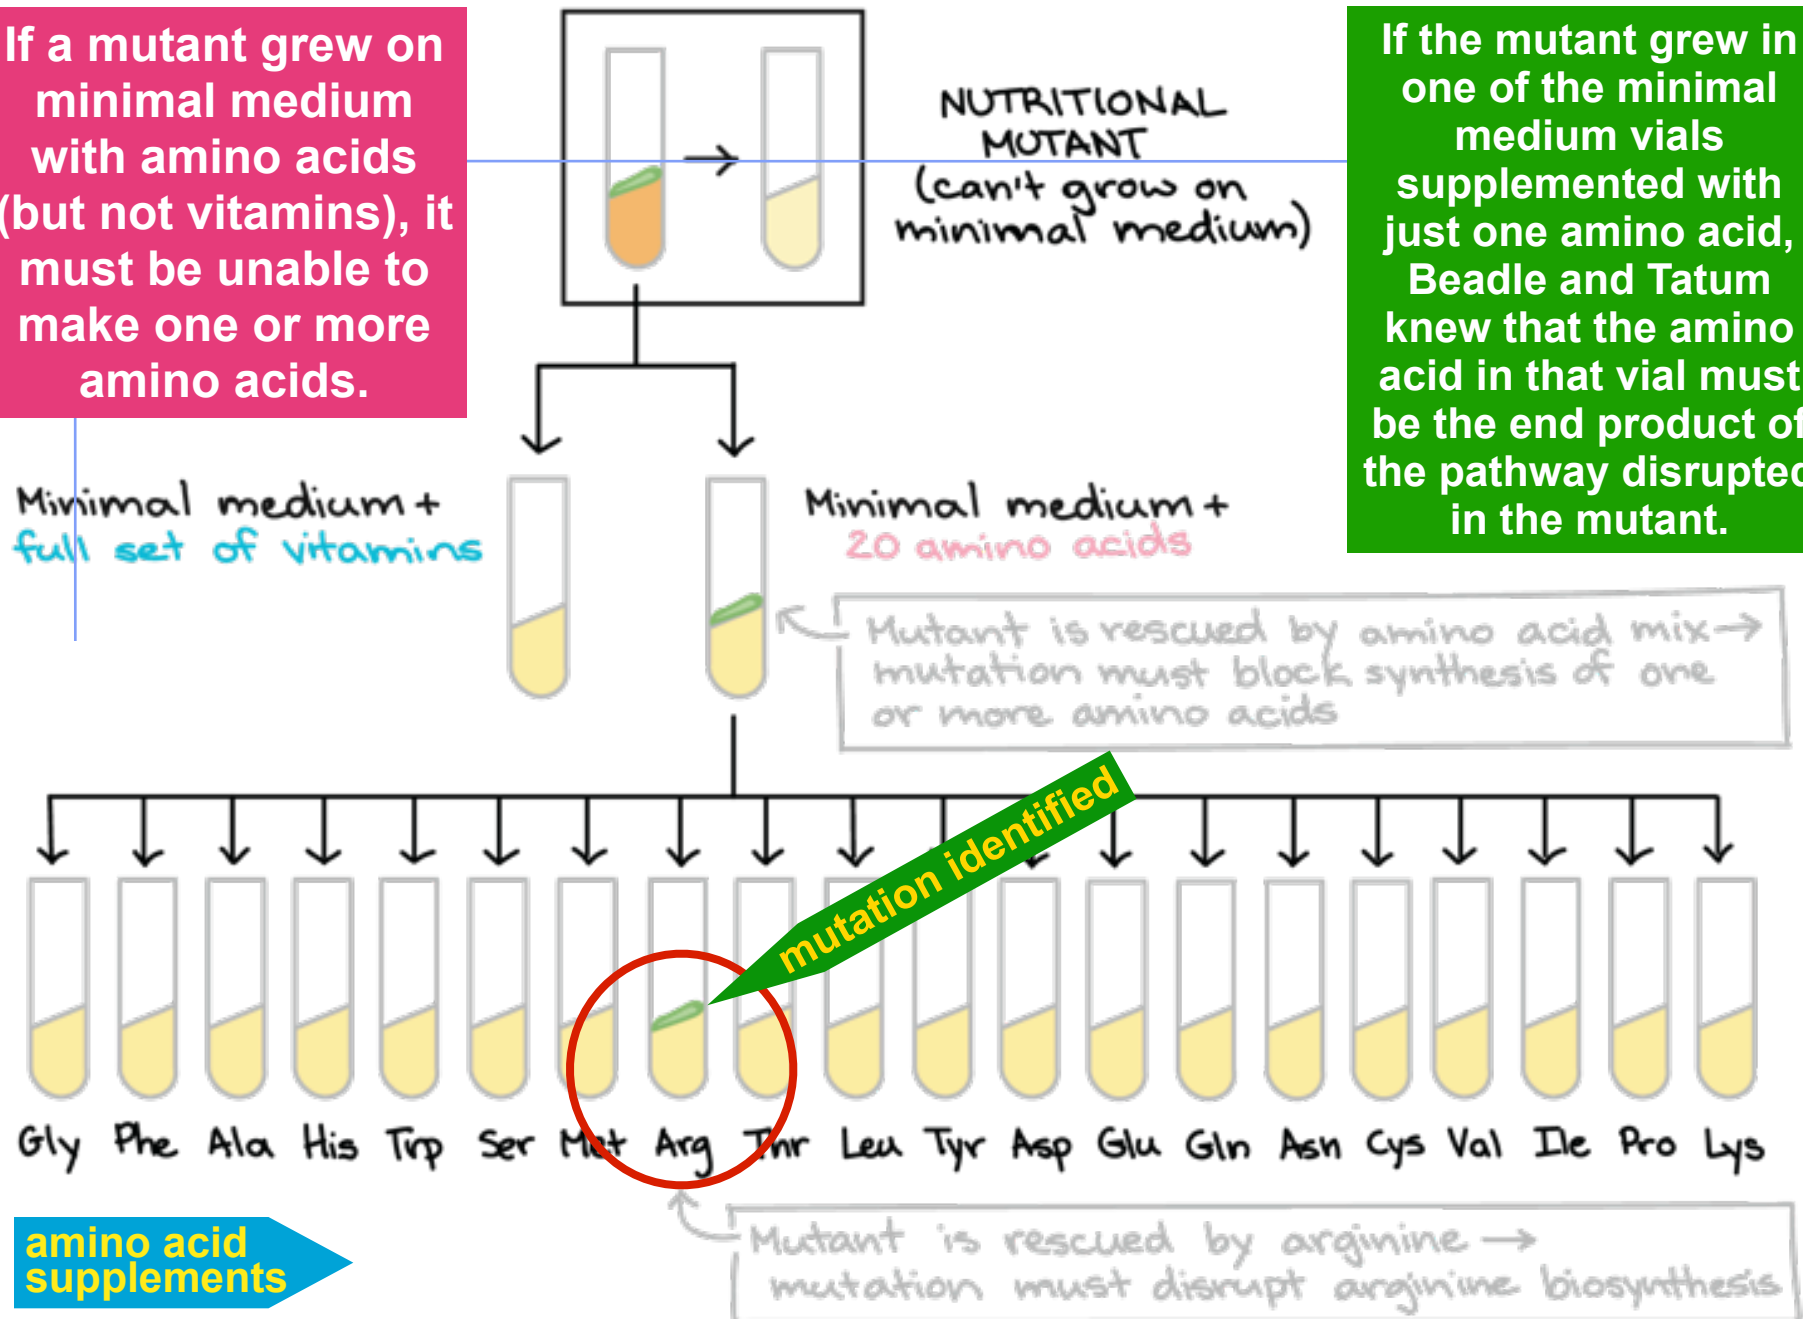 If a mutant grew on
minimal medium
with amino acids
(but not vitamins), it
must be unable to
make one or more
amino acids.
NUTRITIONAL
MUTANT
(can't grow on
minimal medium)
If the mutant grew in
one of the minimal
medium vials
supplemented with
just one amino acid,
Beadle and Tatum
knew that the amino
acid in that vial must
be the end product of
the pathway disrupted
in the mutant.
Minimal medium +
full set of vitamins
Minimal medium +
20 amino acids
Mutant is rescued by amino acid mix →
mutation must block synthesis of one
or more amino acids
mutation identified
Gly Phe Ala His Trp Ser Met Arg Thr Leu Tyr Asp Glu Gln Asn Cys Val Ile Pro Lys
amino acid
supplements
Mutant is rescued by arginine →
mutation must disrupt arginine biosynthesis